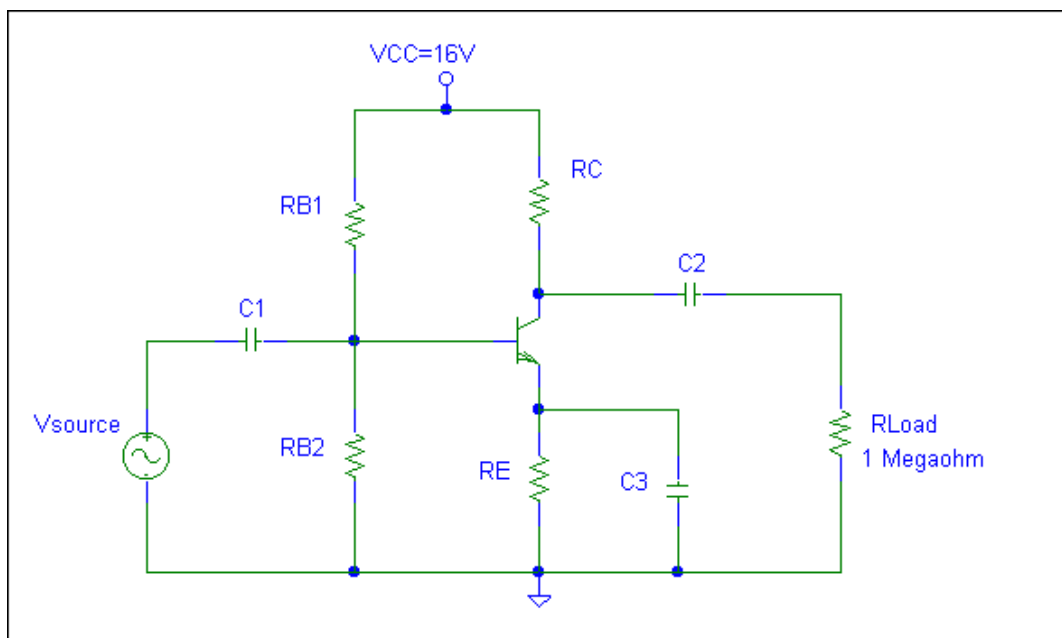 VCC=16V
RC
RB1
C2
C1
Vsource
RLoad
1 Megaohm
RB2
RE
C3